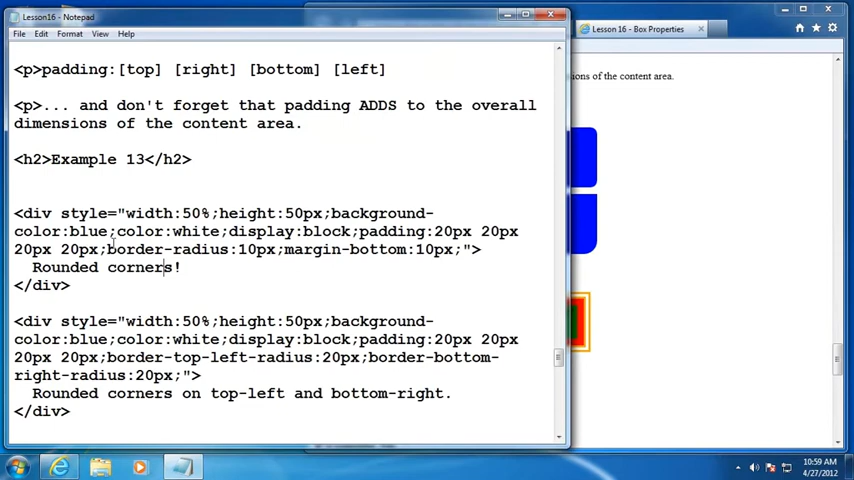 Lesson16 - Notepad
File Edit Format View Help
<p>padding:[top] [right] [bottom] [left]
<p>... and don't forget that padding ADDS to the overall
dimensions of the content area.
<h2>Example 13</h2>
<div style="width:50%;height:50px;background-
color:blue;color:white;display:block;padding:20px 20px
20px 20px;border-radius:10px;margin-bottom:10px;">
Rounded corners!
</div>
<div style="width:50%;height:50px;background-
color:blue;color:white;display:block;padding:20px 20px
20px 20px;border-top-left-radius:20px;border-bottom-
right-radius:20px;">
Rounded corners on top-left and bottom-right.
</div>
Lesson 16 - Box Properties
of the content area.
10:59 AM
4/27/2012